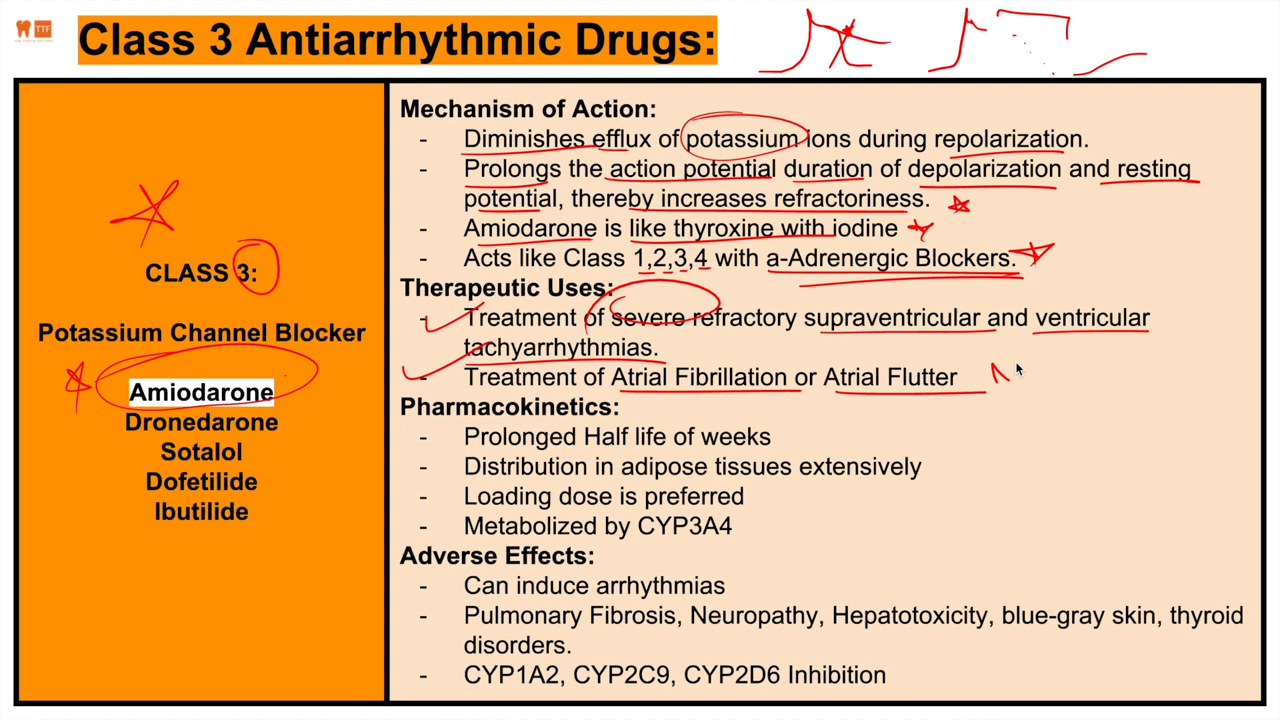 TTF
Class 3 Antiarrhythmic Drugs:
CLASS 3:
Potassium Channel Blocker
Amiodarone
Dronedarone
Sotalol
Dofetilide
Ibutilide
Mechanism of Action:
- Diminishes efflux of potassium ions during repolarization.
- Prolongs the action potential duration of depolarization and resting
potential, thereby increases refractoriness.
- Amiodarone is like thyroxine with iodine
- Acts like Class 1,2,3,4 with a-Adrenergic Blockers.
Therapeutic Uses:
- Treatment of severe refractory supraventricular and ventricular
tachyarrhythmias.
- Treatment of Atrial Fibrillation or Atrial Flutter
Pharmacokinetics:
- Prolonged Half life of weeks
- Distribution in adipose tissues extensively
- Loading dose is preferred
- Metabolized by CYP3A4
Adverse Effects:
- Can induce arrhythmias
- Pulmonary Fibrosis, Neuropathy, Hepatotoxicity, blue-gray skin, thyroid
disorders.
- CYP1A2, CYP2C9, CYP2D6 Inhibition